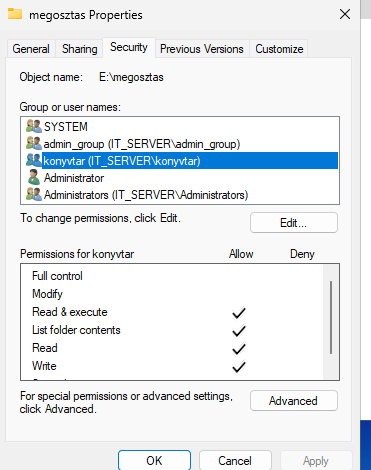 megosztas Properties
General Sharing Security Previous Versions Customize
Object name: E:\megosztas
Group or user names:
SYSTEM
admin_group (IT_SERVER\admin_group)
konyvtar (IT_SERVER\konyvtar)
Administrator
Administrators (IT_SERVER\Administrators)
To change permissions, click Edit.
Edit...
Permissions for konyvtar Allow Deny
Full control
Modify
Read & execute
List folder contents
Read
Write
For special permissions or advanced settings,
click Advanced.
Advanced
OK Cancel Apply